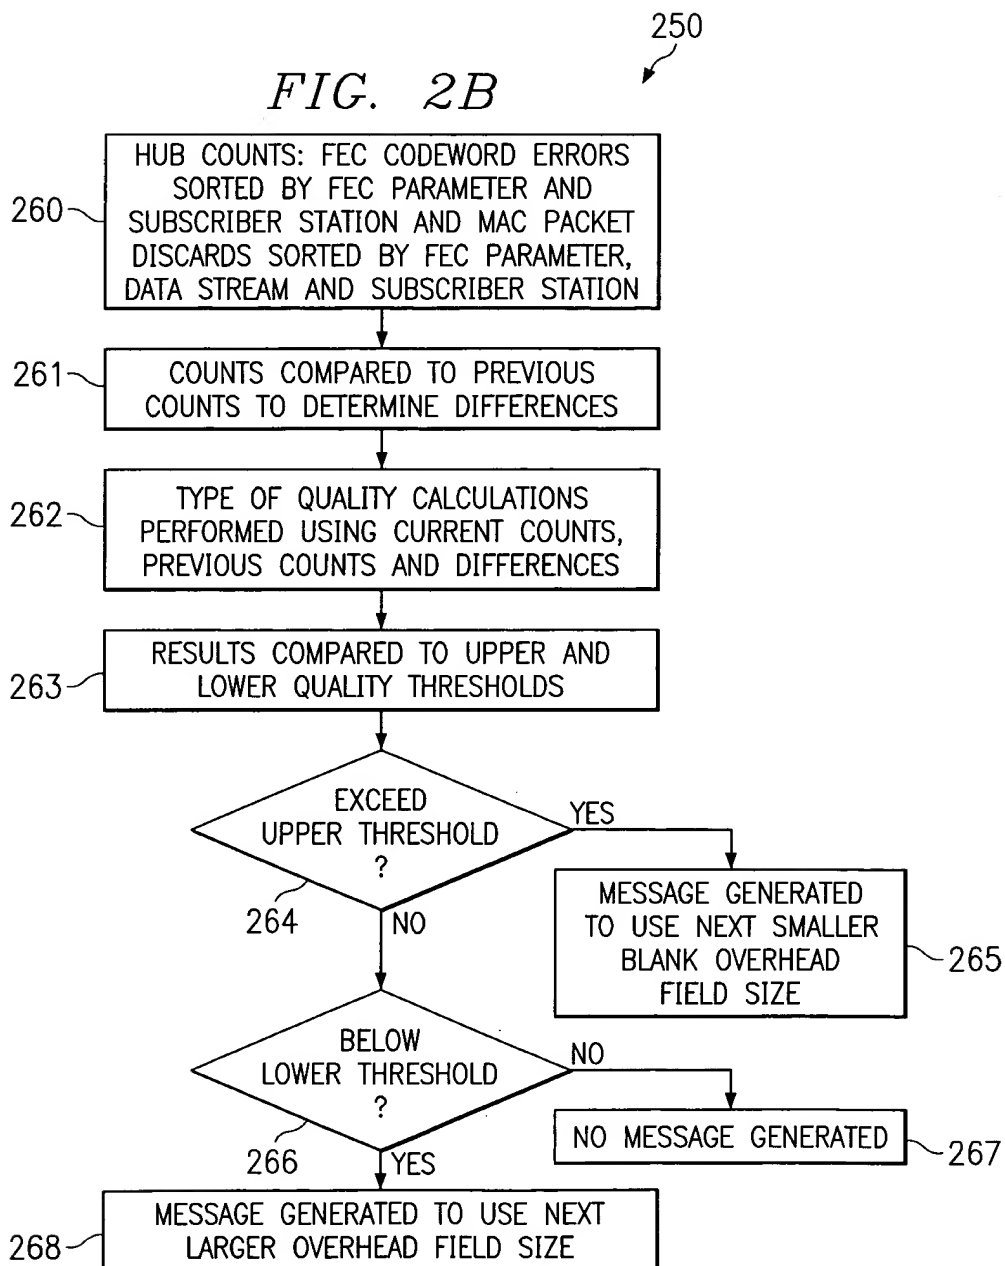 250
FIG. 2B
HUB COUNTS: FEC CODEWORD ERRORS
SORTED BY FEC PARAMETER AND
SUBSCRIBER STATION AND MAC PACKET
DISCARDS SORTED BY FEC PARAMETER,
DATA STREAM AND SUBSCRIBER STATION
260
COUNTS COMPARED TO PREVIOUS
COUNTS TO DETERMINE DIFFERENCES
261
TYPE OF QUALITY CALCULATIONS
PERFORMED USING CURRENT COUNTS,
PREVIOUS COUNTS AND DIFFERENCES
262
RESULTS COMPARED TO UPPER AND
LOWER QUALITY THRESHOLDS
263
EXCEED
UPPER THRESHOLD
?
264
YES
NO
MESSAGE GENERATED
TO USE NEXT SMALLER
BLANK OVERHEAD
FIELD SIZE
265
BELOW
LOWER THRESHOLD
?
266
NO
YES
NO MESSAGE GENERATED
267
MESSAGE GENERATED TO USE NEXT
LARGER OVERHEAD FIELD SIZE
268